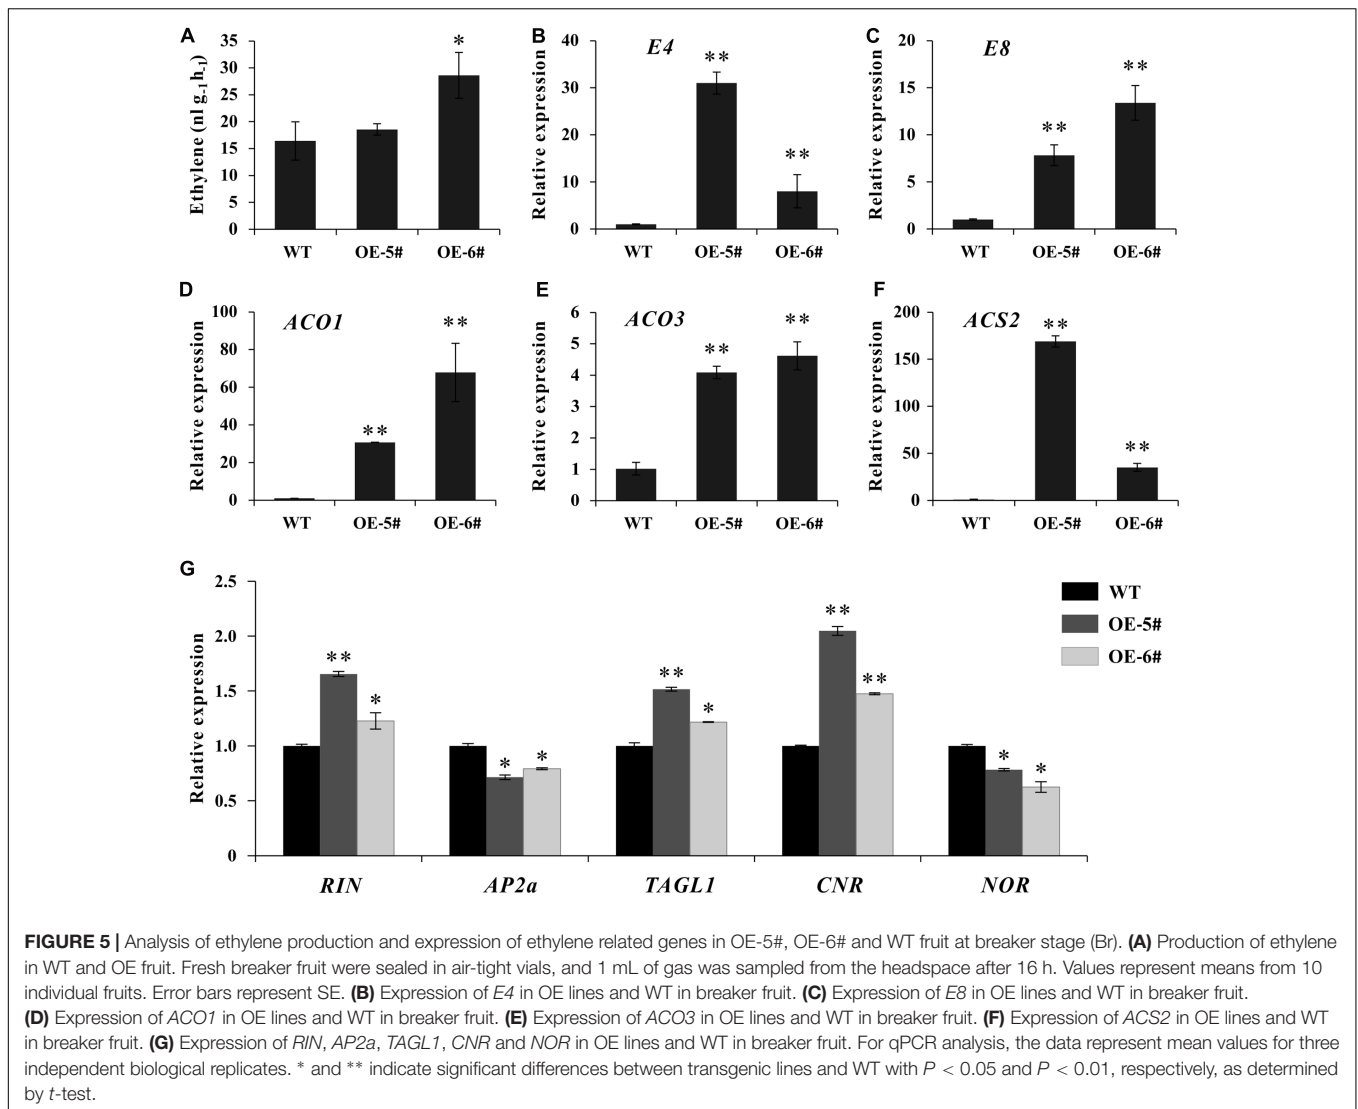 A
35
30
25
20
15
10
5
0
Ethylene (nl g-1h-1)
*
WT OE-5# OE-6#
B
E4
40
30
20
10
0
Relative expression
**
**
WT OE-5# OE-6#
C
E8
20
15
10
5
0
Relative expression
**
**
WT OE-5# OE-6#
D
ACO1
100
80
60
40
20
0
Relative expression
**
**
WT OE-5# OE-6#
E
ACO3
6
5
4
3
2
1
0
Relative expression
**
**
WT OE-5# OE-6#
F
ACS2
200
150
100
50
0
Relative expression
**
**
WT OE-5# OE-6#
G
2.5
2.0
1.5
1.0
0.5
0
Relative expression
** *
* *
** *
** **
* *
RIN AP2a TAGL1 CNR NOR
WT
OE-5#
OE-6#
FIGURE 5 | Analysis of ethylene production and expression of ethylene related genes in OE-5#, OE-6# and WT fruit at breaker stage (Br). (A) Production of ethylene
in WT and OE fruit. Fresh breaker fruit were sealed in air-tight vials, and 1 mL of gas was sampled from the headspace after 16 h. Values represent means from 10
individual fruits. Error bars represent SE. (B) Expression of E4 in OE lines and WT in breaker fruit. (C) Expression of E8 in OE lines and WT in breaker fruit.
(D) Expression of ACO1 in OE lines and WT in breaker fruit. (E) Expression of ACO3 in OE lines and WT in breaker fruit. (F) Expression of ACS2 in OE lines and WT
in breaker fruit. (G) Expression of RIN, AP2a, TAGL1, CNR and NOR in OE lines and WT in breaker fruit. For qPCR analysis, the data represent mean values for three
independent biological replicates. * and ** indicate significant differences between transgenic lines and WT with P < 0.05 and P < 0.01, respectively, as determined
by t-test.